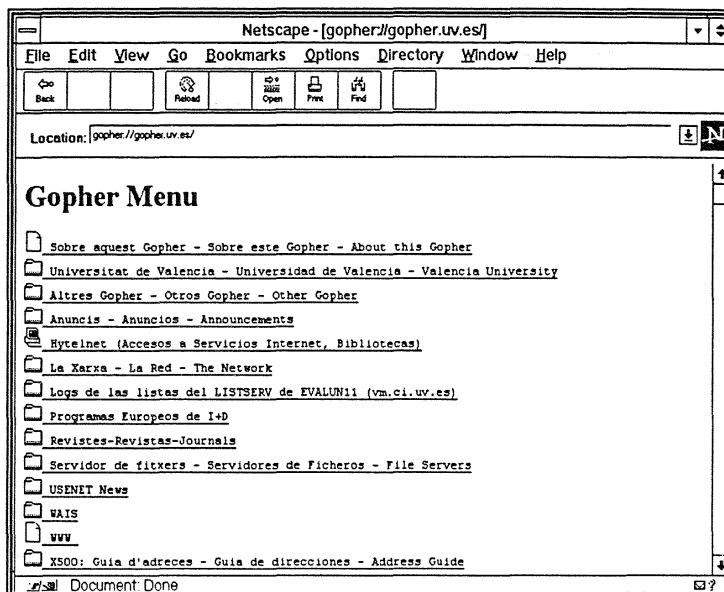 Netscape - [gopher://gopher.uv.es/]
File Edit View Go Bookmarks Options Directory Window Help
Back Reload Open Print Find
Location: gopher://gopher.uv.es/
N
Gopher Menu
Sobre aquest Gopher - Sobre este Gopher - About this Gopher
Universitat de Valencia - Universidad de Valencia - Valencia University
Altres Gopher - Otros Gopher - Other Gopher
Anuncis - Anuncios - Announcements
Hytelnet (Accesos a Servicios Internet, Bibliotecas)
La Xarxa - La Red - The Network
Logs de las listas del LISTSERV de EVALUN11 (vm.ci.uv.es)
Programas Europeos de I+D
Revistes-Revistas-Journals
Servidor de fitxers - Servidores de Ficheros - File Servers
USENET News
WAIS
WWW
X500: Guia d'adreces - Guia de direcciones - Address Guide
Document: Done
?